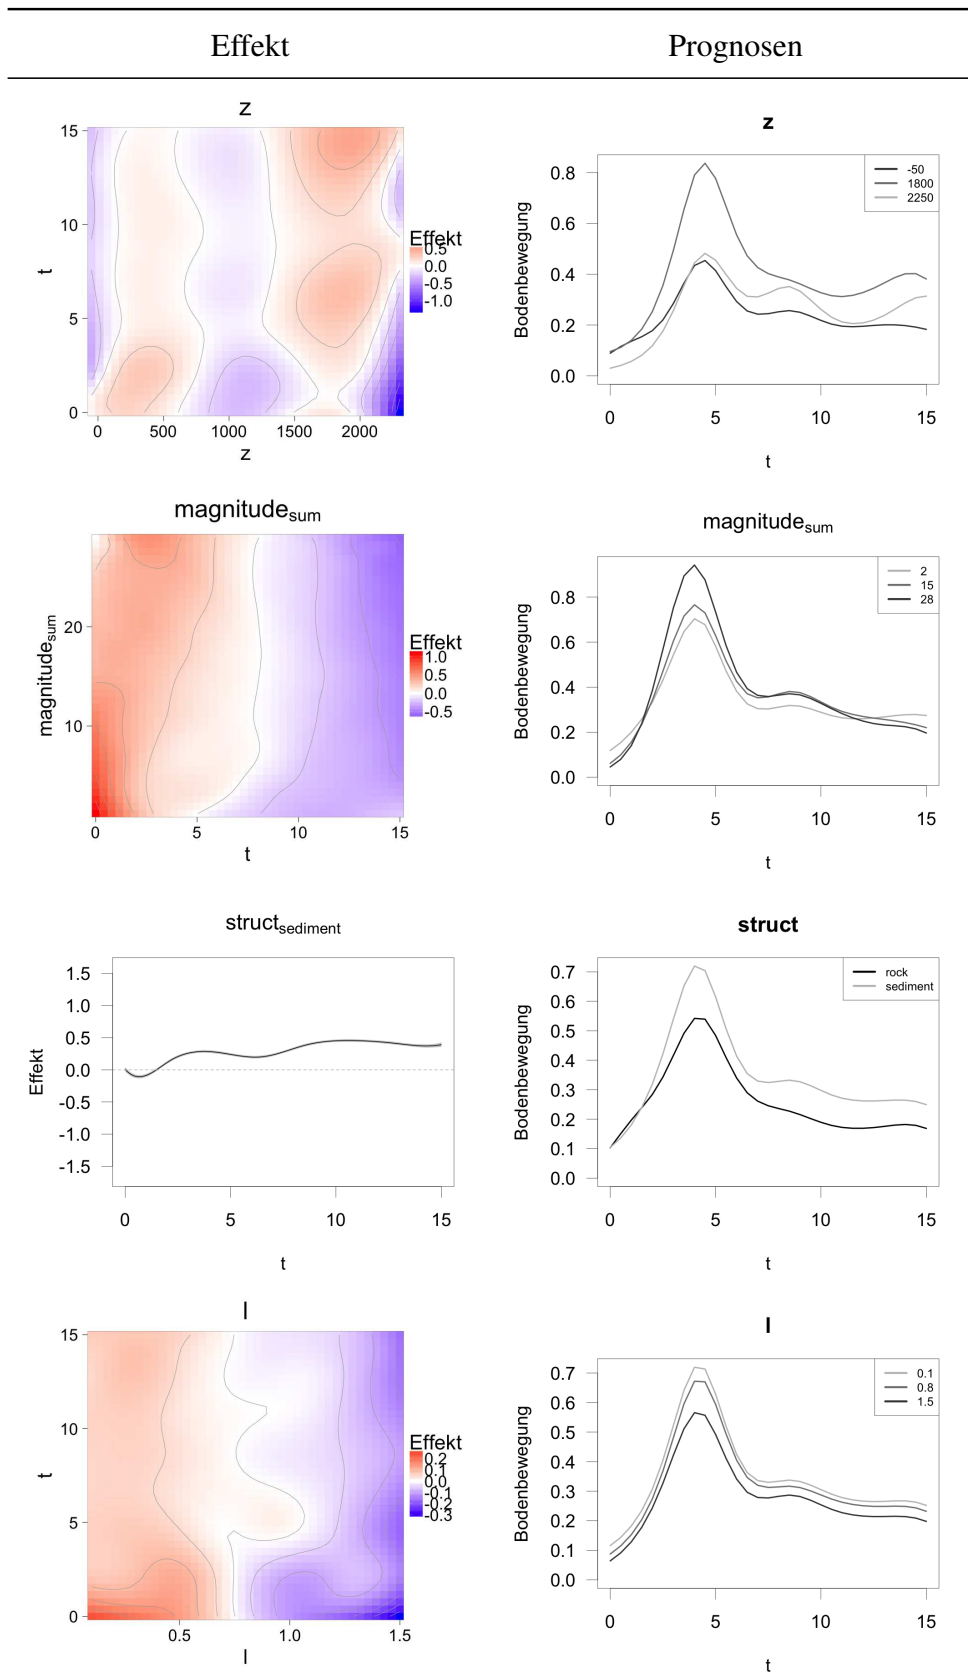 Effekt Prognosen
z
15
10
5
0
t
0 500 1000 1500 2000
z
Effekt
0.5
0.0
-0.5
-1.0
z
-50
1800
2250
0.8
0.6
0.4
0.2
0.0
Bodenbewegung
0 5 10 15
t
magnitudesum
20
10
magnitudesum
0 5 10 15
t
Effekt
1.0
0.5
0.0
-0.5
magnitudesum
2
15
28
0.8
0.6
0.4
0.2
0.0
Bodenbewegung
0 5 10 15
t
structsediment
1.5
1.0
0.5
0.0
-0.5
-1.0
-1.5
Effekt
0 5 10 15
t
struct
rock
sediment
0.7
0.6
0.5
0.4
0.3
0.2
0.1
0.0
Bodenbewegung
0 5 10 15
t
l
15
10
5
0
t
0.5 1.0 1.5
l
Effekt
0.2
0.1
0.0
-0.1
-0.2
-0.3
l
0.1
0.8
1.5
0.7
0.6
0.5
0.4
0.3
0.2
0.1
0.0
Bodenbewegung
0 5 10 15
t